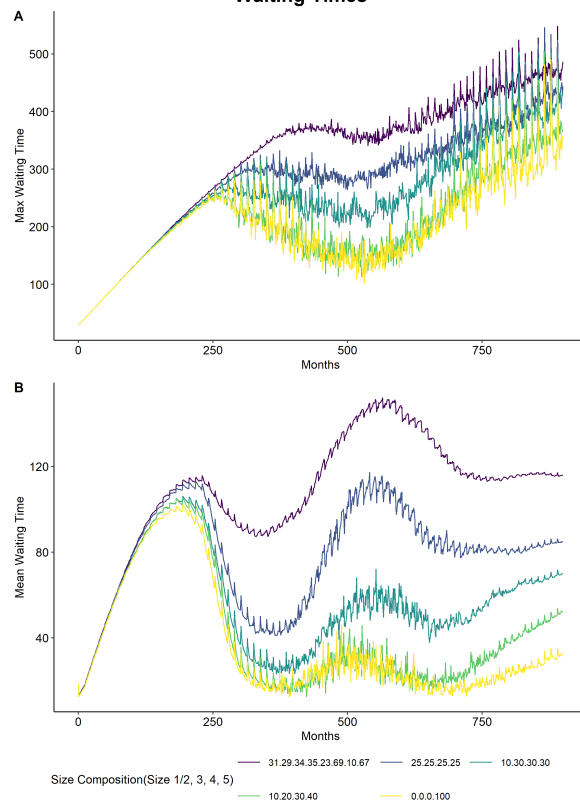 Waiting Times
A
500
400
300
200
100
Max Waiting Time
0 250 500 750
Months
B
120
80
40
Mean Waiting Time
0 250 500 750
Months
Size Composition(Size 1/2, 3, 4, 5)
31.29.34.35.23.69.10.67 25.25.25.25 10.30.30.30
10.20.30.40 0.0.0.100